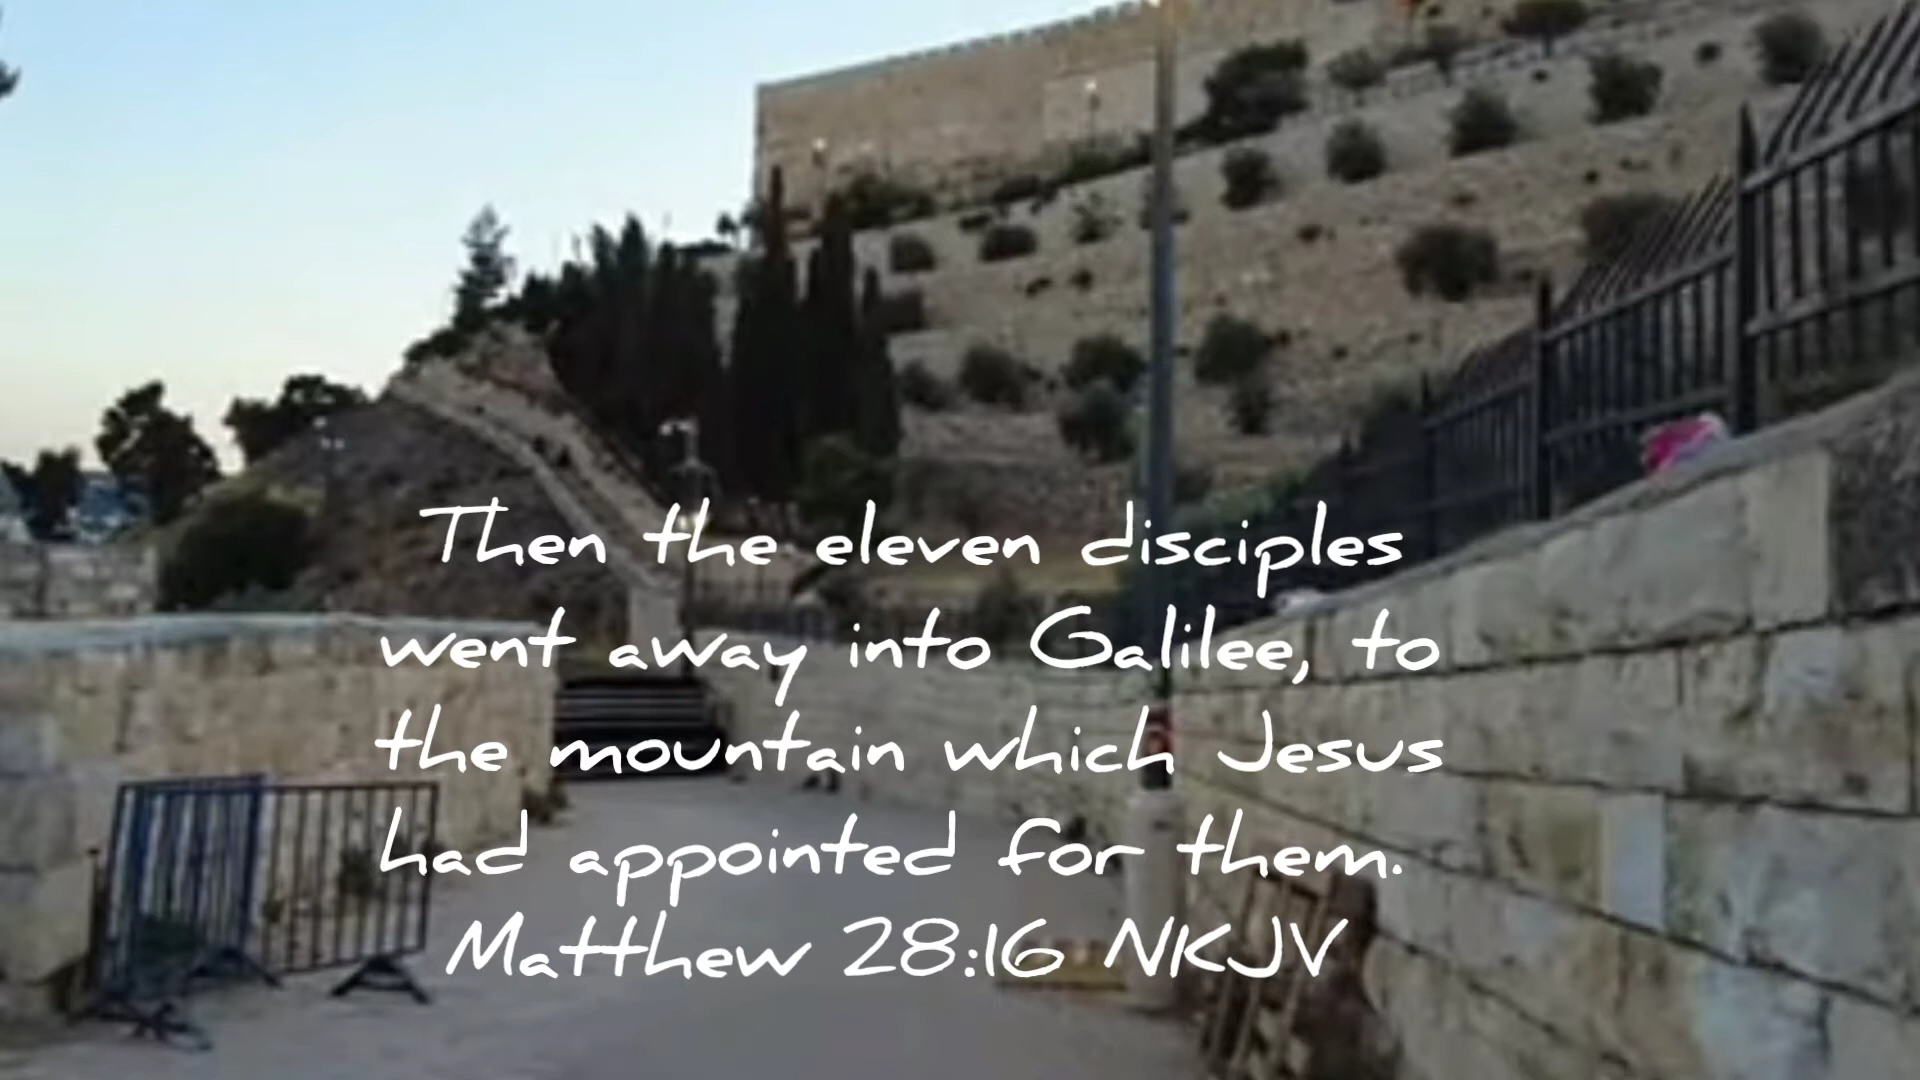 Then the eleven disciples
went away into Galilee, to
the mountain which Jesus
had appointed for them.
Matthew 28:16 NKJV